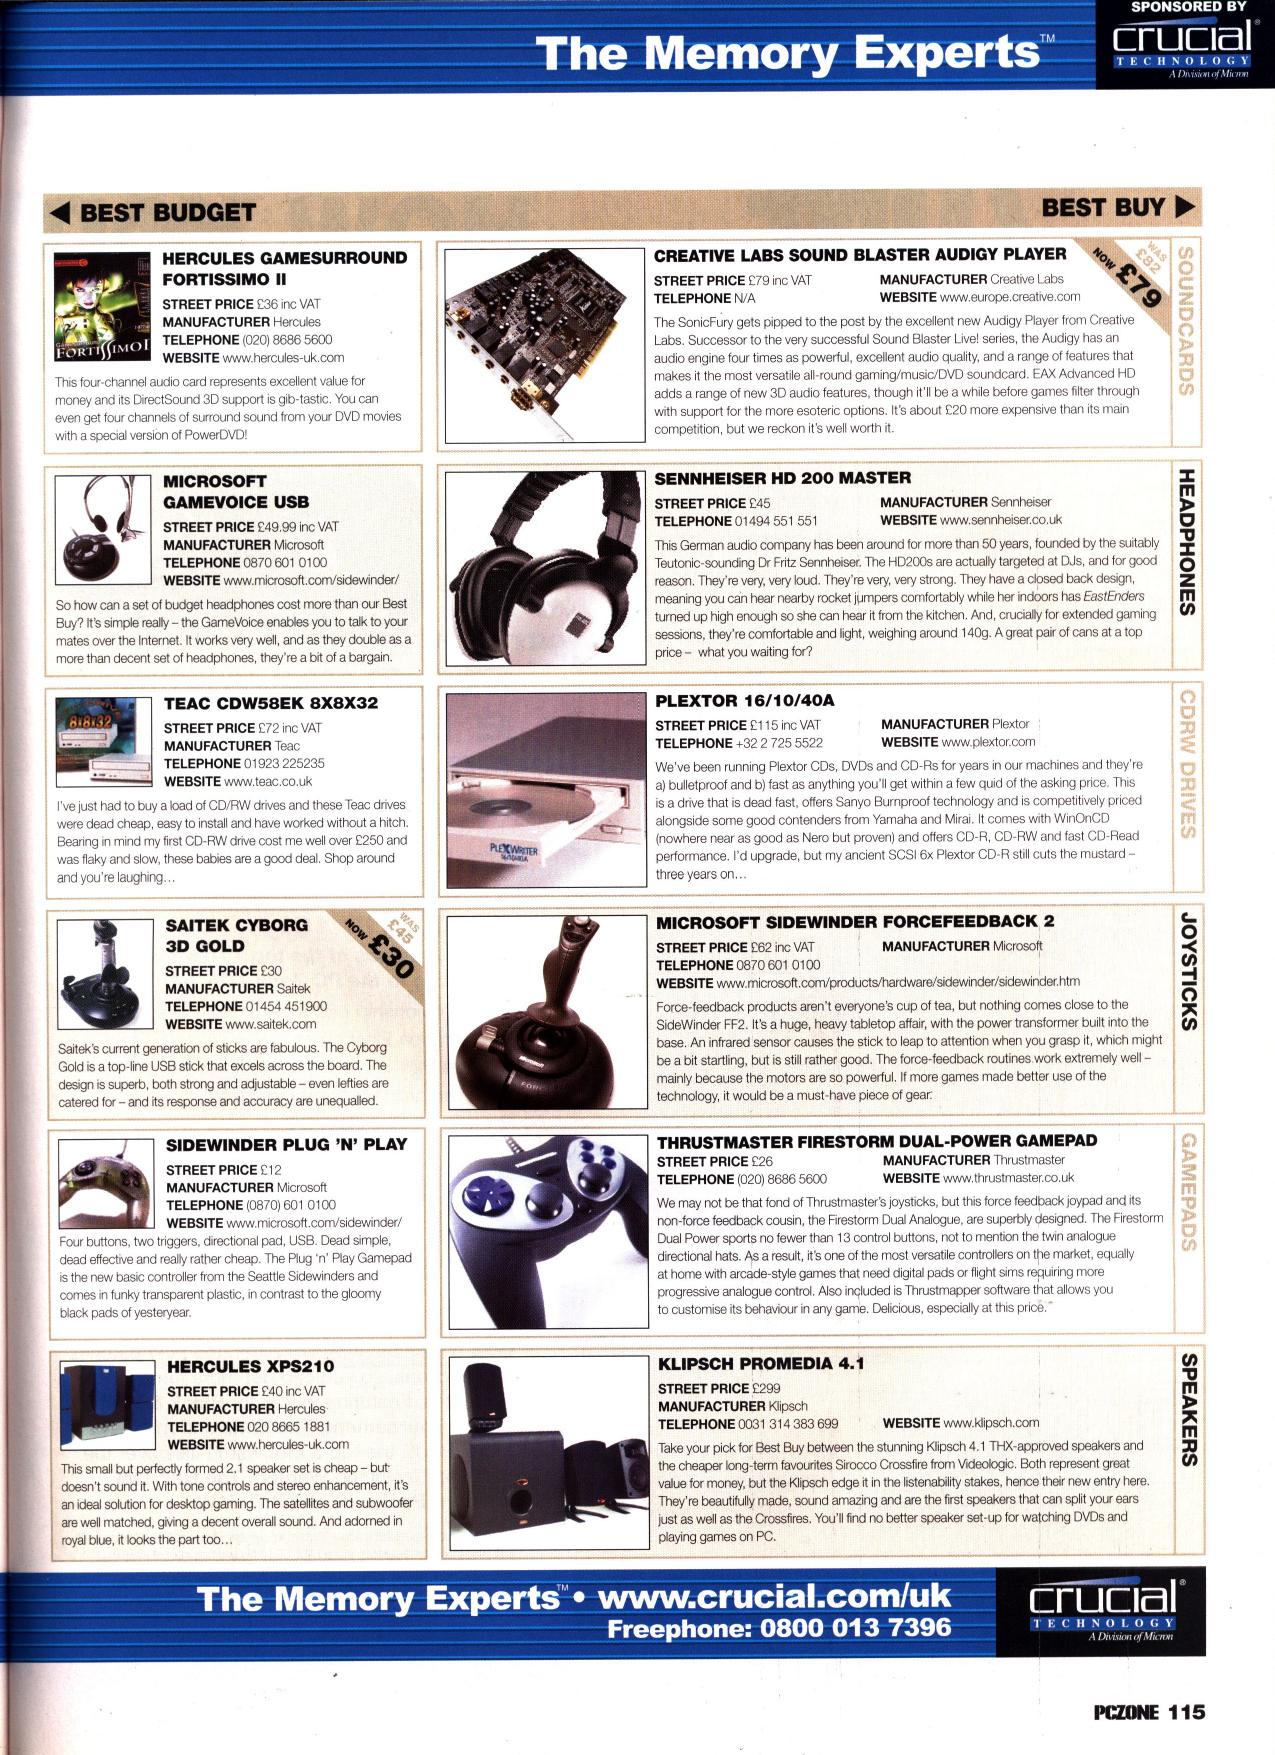 SPONSORED BY
The Memory Experts™
crucial®
TECHNOLOGY
A Division of Micron
◀ BEST BUDGET
BEST BUY ▶
HERCULES GAMESURROUND
FORTISSIMO II
STREET PRICE £36 inc VAT
MANUFACTURER Hercules
TELEPHONE (020) 8686 5600
WEBSITE www.hercules-uk.com
This four-channel audio card represents excellent value for
money and its DirectSound 3D support is gib-tastic. You can
even get four channels of surround sound from your DVD movies
with a special version of PowerDVD!
CREATIVE LABS SOUND BLASTER AUDIGY PLAYER
STREET PRICE £79 inc VAT
MANUFACTURER Creative Labs
TELEPHONE N/A
WEBSITE www.europe.creative.com
WAS
£82
NOW £79
The SonicFury gets pipped to the post by the excellent new Audigy Player from Creative
Labs. Successor to the very successful Sound Blaster Live! series, the Audigy has an
audio engine four times as powerful, excellent audio quality, and a range of features that
makes it the most versatile all-round gaming/music/DVD soundcard. EAX Advanced HD
adds a range of new 3D audio features, though it'll be a while before games filter through
with support for the more esoteric options. It's about £20 more expensive than its main
competition, but we reckon it's well worth it.
SOUNDCARDS
MICROSOFT
GAMEVOICE USB
STREET PRICE £49.99 inc VAT
MANUFACTURER Microsoft
TELEPHONE 0870 601 0100
WEBSITE www.microsoft.com/sidewinder/
So how can a set of budget headphones cost more than our Best
Buy? It's simple really – the GameVoice enables you to talk to your
mates over the Internet. It works very well, and as they double as a
more than decent set of headphones, they're a bit of a bargain.
SENNHEISER HD 200 MASTER
STREET PRICE £45
MANUFACTURER Sennheiser
TELEPHONE 01494 551 551
WEBSITE www.sennheiser.co.uk
This German audio company has been around for more than 50 years, founded by the suitably
Teutonic-sounding Dr Fritz Sennheiser. The HD200s are actually targeted at DJs, and for good
reason. They're very, very loud. They're very, very strong. They have a closed back design,
meaning you can hear nearby rocket jumpers comfortably while her indoors has EastEnders
turned up high enough so she can hear it from the kitchen. And, crucially for extended gaming
sessions, they're comfortable and light, weighing around 140g. A great pair of cans at a top
price – what you waiting for?
HEADPHONES
TEAC CDW58EK 8X8X32
STREET PRICE £72 inc VAT
MANUFACTURER Teac
TELEPHONE 01923 225235
WEBSITE www.teac.co.uk
I've just had to buy a load of CD/RW drives and these Teac drives
were dead cheap, easy to install and have worked without a hitch.
Bearing in mind my first CD-RW drive cost me well over £250 and
was flaky and slow, these babies are a good deal. Shop around
and you're laughing...
8x8x32
PLEXWRITER
16/10/40A
PLEXTOR 16/10/40A
STREET PRICE £115 inc VAT
MANUFACTURER Plextor
TELEPHONE +32 2 725 5522
WEBSITE www.plextor.com
We've been running Plextor CDs, DVDs and CD-Rs for years in our machines and they're
a) bulletproof and b) fast as anything you'll get within a few quid of the asking price. This
is a drive that is dead fast, offers Sanyo Burnproof technology and is competitively priced
alongside some good contenders from Yamaha and Mirai. It comes with WinOnCD
(nowhere near as good as Nero but proven) and offers CD-R, CD-RW and fast CD-Read
performance. I'd upgrade, but my ancient SCSI 6x Plextor CD-R still cuts the mustard –
three years on...
CDRW DRIVES
SAITEK CYBORG
3D GOLD
WAS
£45
NOW £30
STREET PRICE £30
MANUFACTURER Saitek
TELEPHONE 01454 451900
WEBSITE www.saitek.com
Saitek's current generation of sticks are fabulous. The Cyborg
Gold is a top-line USB stick that excels across the board. The
design is superb, both strong and adjustable – even lefties are
catered for – and its response and accuracy are unequalled.
MICROSOFT SIDEWINDER FORCEFEEDBACK 2
STREET PRICE £62 inc VAT
MANUFACTURER Microsoft
TELEPHONE 0870 601 0100
WEBSITE www.microsoft.com/products/hardware/sidewinder/sidewinder.htm
Force-feedback products aren't everyone's cup of tea, but nothing comes close to the
SideWinder FF2. It's a huge, heavy tabletop affair, with the power transformer built into the
base. An infrared sensor causes the stick to leap to attention when you grasp it, which might
be a bit startling, but is still rather good. The force-feedback routines work extremely well –
mainly because the motors are so powerful. If more games made better use of the
technology, it would be a must-have piece of gear.
JOYSTICKS
SIDEWINDER PLUG 'N' PLAY
STREET PRICE £12
MANUFACTURER Microsoft
TELEPHONE (0870) 601 0100
WEBSITE www.microsoft.com/sidewinder/
Four buttons, two triggers, directional pad, USB. Dead simple,
dead effective and really rather cheap. The Plug 'n' Play Gamepad
is the new basic controller from the Seattle Sidewinders and
comes in funky transparent plastic, in contrast to the gloomy
black pads of yesteryear.
THRUSTMASTER FIRESTORM DUAL-POWER GAMEPAD
STREET PRICE £26
MANUFACTURER Thrustmaster
TELEPHONE (020) 8686 5600
WEBSITE www.thrustmaster.co.uk
We may not be that fond of Thrustmaster's joysticks, but this force feedback joypad and its
non-force feedback cousin, the Firestorm Dual Analogue, are superbly designed. The Firestorm
Dual Power sports no fewer than 13 control buttons, not to mention the twin analogue
directional hats. As a result, it's one of the most versatile controllers on the market, equally
at home with arcade-style games that need digital pads or flight sims requiring more
progressive analogue control. Also included is Thrustmapper software that allows you
to customise its behaviour in any game. Delicious, especially at this price.
GAMEPADS
HERCULES XPS210
STREET PRICE £40 inc VAT
MANUFACTURER Hercules
TELEPHONE 020 8665 1881
WEBSITE www.hercules-uk.com
This small but perfectly formed 2.1 speaker set is cheap – but
doesn't sound it. With tone controls and stereo enhancement, it's
an ideal solution for desktop gaming. The satellites and subwoofer
are well matched, giving a decent overall sound. And adorned in
royal blue, it looks the part too...
KLIPSCH PROMEDIA 4.1
STREET PRICE £299
MANUFACTURER Klipsch
TELEPHONE 0031 314 383 699
WEBSITE www.klipsch.com
Take your pick for Best Buy between the stunning Klipsch 4.1 THX-approved speakers and
the cheaper long-term favourites Sirocco Crossfire from Videologic. Both represent great
value for money, but the Klipsch edge it in the listenability stakes, hence their new entry here.
They're beautifully made, sound amazing and are the first speakers that can split your ears
just as well as the Crossfires. You'll find no better speaker set-up for watching DVDs and
playing games on PC.
SPEAKERS
The Memory Experts™ • www.crucial.com/uk
Freephone: 0800 013 7396
crucial®
TECHNOLOGY
A Division of Micron
PCZONE 115